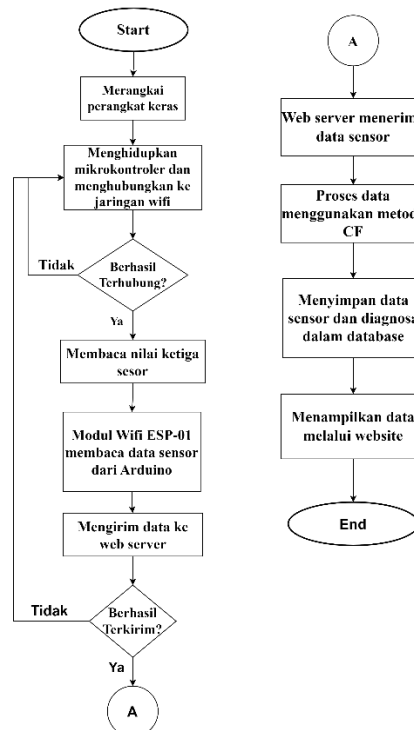 Start
Merangkai
perangkat keras
Menghidupkan
mikrokontroler dan
menghubungkan ke
jaringan wifi
Tidak
Berhasil
Terhubung?
Ya
Membaca nilai ketiga
sesor
Modul Wifi ESP-01
membaca data sensor
dari Arduino
Mengirim data ke
web server
Tidak
Berhasil
Terkirim?
Ya
A
A
Web server menerim
data sensor
Proses data
menggunakan metod
CF
Menyimpan data
sensor dan diagnosa
dalam database
Menampilkan data
melalui website
End